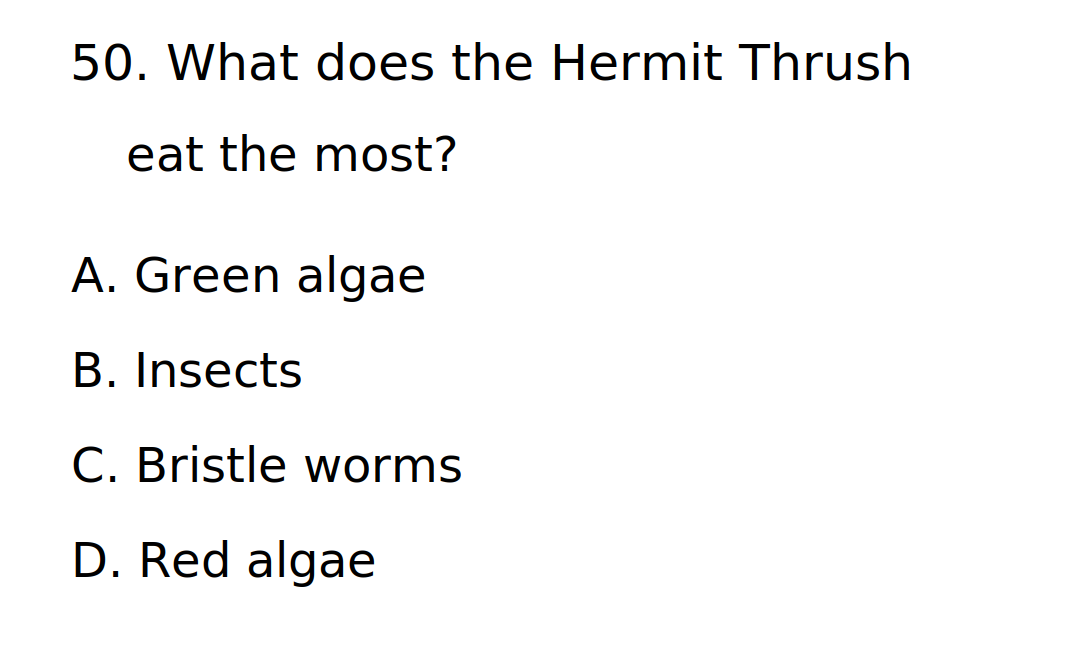 50. What does the Hermit Thrush
eat the most?
A. Green algae
B. Insects
C. Bristle worms
D. Red algae